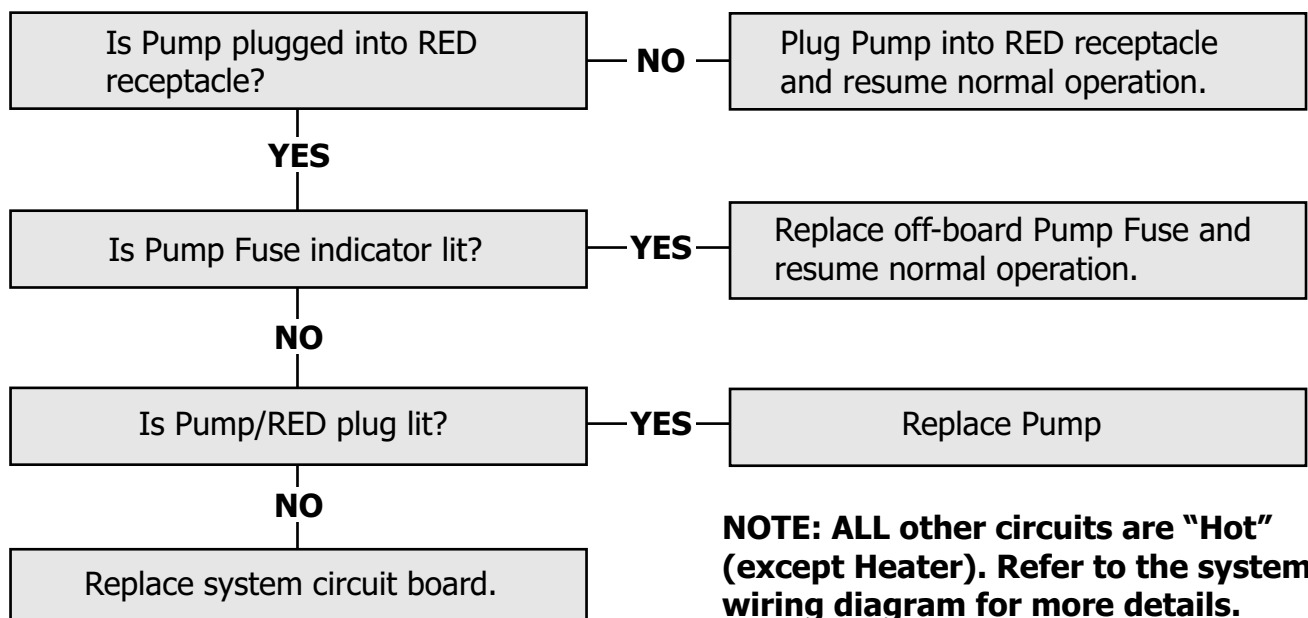 Is Pump plugged into RED
receptacle?
NO
Plug Pump into RED receptacle
and resume normal operation.
YES
Is Pump Fuse indicator lit?
YES
Replace off-board Pump Fuse and
resume normal operation.
NO
Is Pump/RED plug lit?
YES
Replace Pump
NO
Replace system circuit board.
NOTE: ALL other circuits are “Hot”
(except Heater). Refer to the system
wiring diagram for more details.